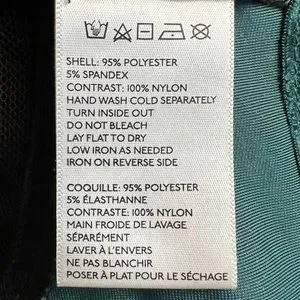 SHELL: 95% POLYESTER
5% SPANDEX
CONTRAST: 100% NYLON
HAND WASH COLD SEPARATELY
TURN INSIDE OUT
DO NOT BLEACH
LAY FLAT TO DRY
LOW IRON AS NEEDED
IRON ON REVERSE SIDE
COQUILLE: 95% POLYESTER
5% ÉLASTHANNE
CONTRASTE: 100% NYLON
MAIN FROIDE DE LAVAGE
SÉPARÉMENT
LAVER À L'ENVERS
NE PAS BLANCHIR
POSER À PLAT POUR LE SÉCHAGE